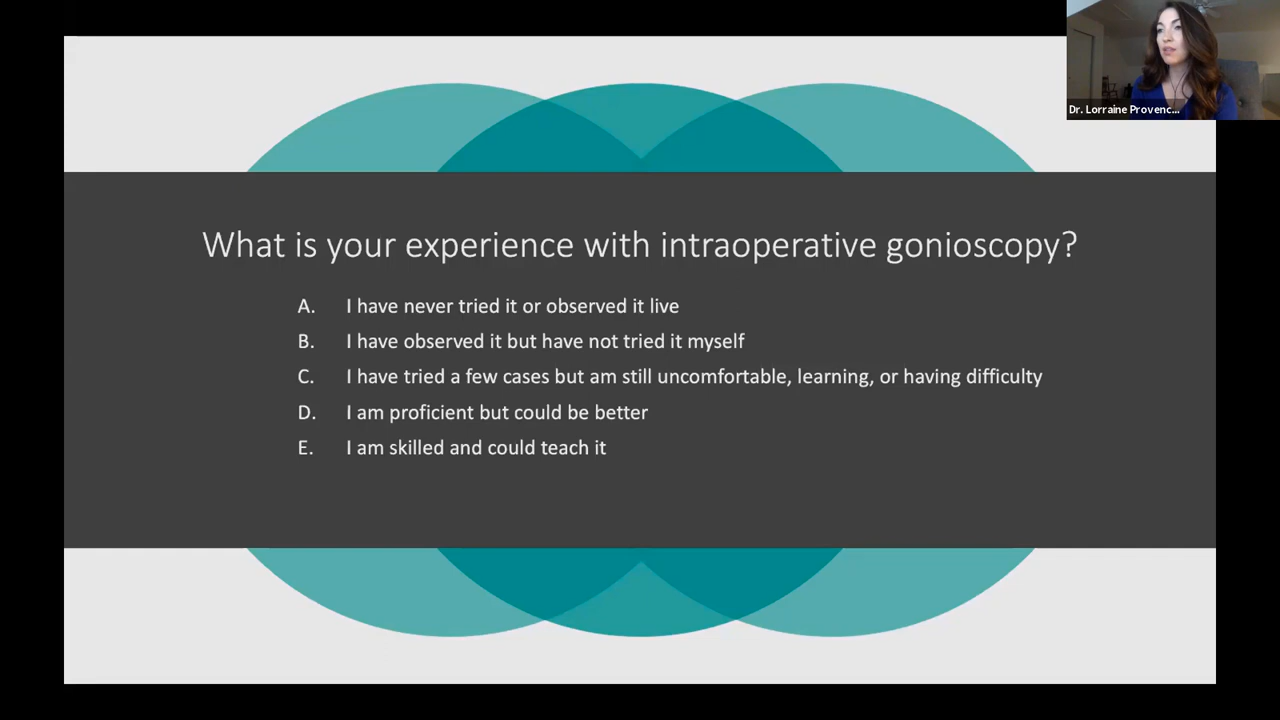 Dr. Lorraine Provenc...
What is your experience with intraoperative gonioscopy?
A. I have never tried it or observed it live
B. I have observed it but have not tried it myself
C. I have tried a few cases but am still uncomfortable, learning, or having difficulty
D. I am proficient but could be better
E. I am skilled and could teach it